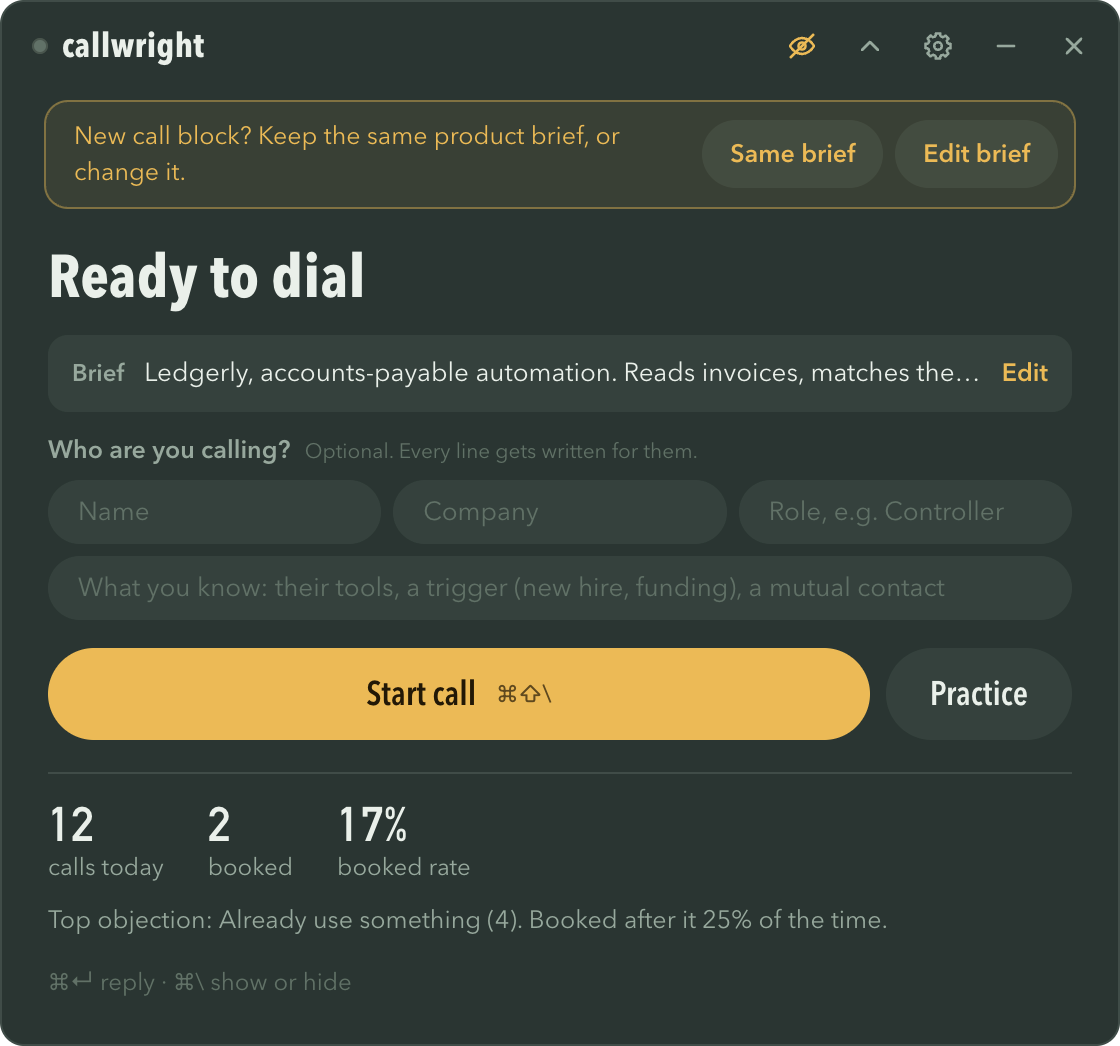 callwright
New call block? Keep the same product brief, or
change it.
Same brief
Edit brief
Ready to dial
Brief Ledgerly, accounts-payable automation. Reads invoices, matches the… Edit
Who are you calling? Optional. Every line gets written for them.
Name Company Role, e.g. Controller
What you know: their tools, a trigger (new hire, funding), a mutual contact
Start call ⌘⇧\ Practice
12 2 17%
calls today booked booked rate
Top objection: Already use something (4). Booked after it 25% of the time.
⌘↵ reply · ⌘\ show or hide